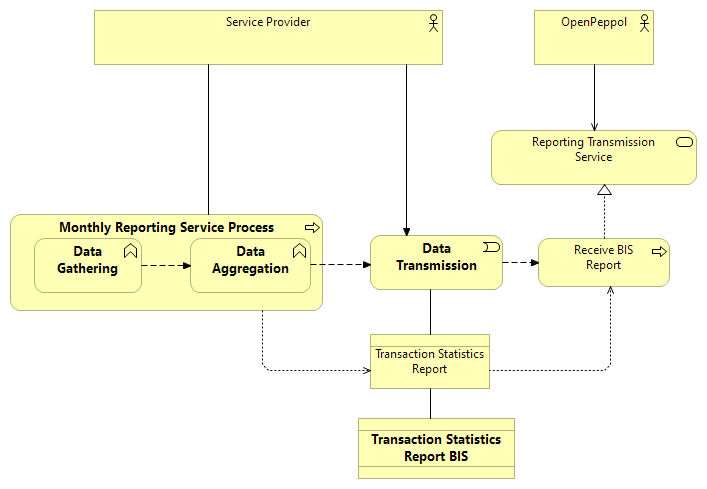 Service Provider
OpenPeppol
Reporting Transmission
Service
Monthly Reporting Service Process
Data
Gathering
Data
Aggregation
Data
Transmission
Receive BIS
Report
Transaction Statistics
Report
Transaction Statistics
Report BIS